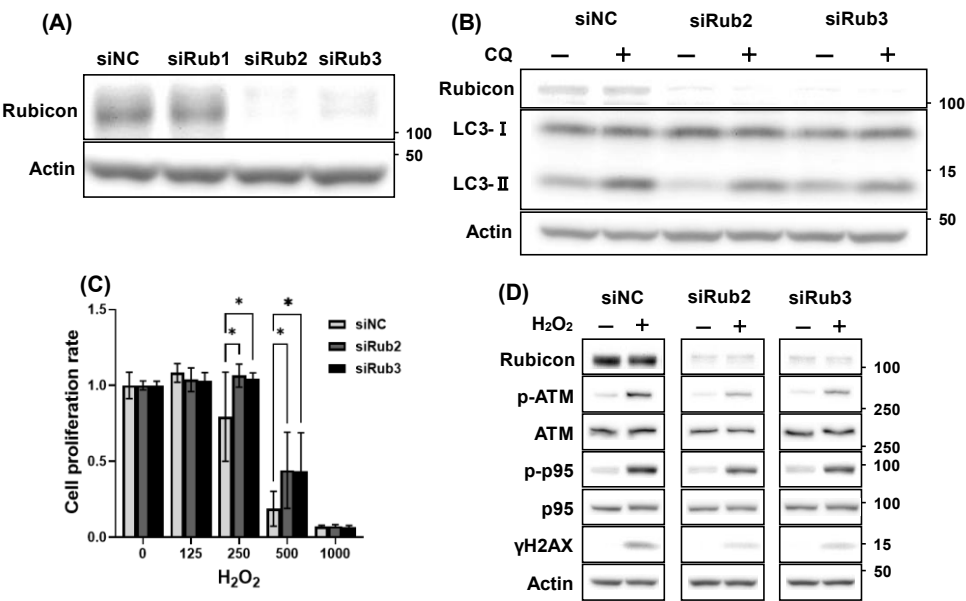 (A)
siNC siRub1 siRub2 siRub3
Rubicon
100
50
Actin
(B)
siNC siRub2 siRub3
CQ − + − + − +
Rubicon
100
LC3-Ⅰ
15
LC3-Ⅱ
50
Actin
(C)
1.5
1.0
0.5
0.0
Cell proliferation rate
* *
* *
siNC
siRub2
siRub3
0 125 250 500 1000
H₂O₂
(D)
siNC siRub2 siRub3
H₂O₂ − + − + − +
Rubicon
100
p-ATM
250
ATM
250
p-p95
100
p95
100
γH2AX
15
50
Actin